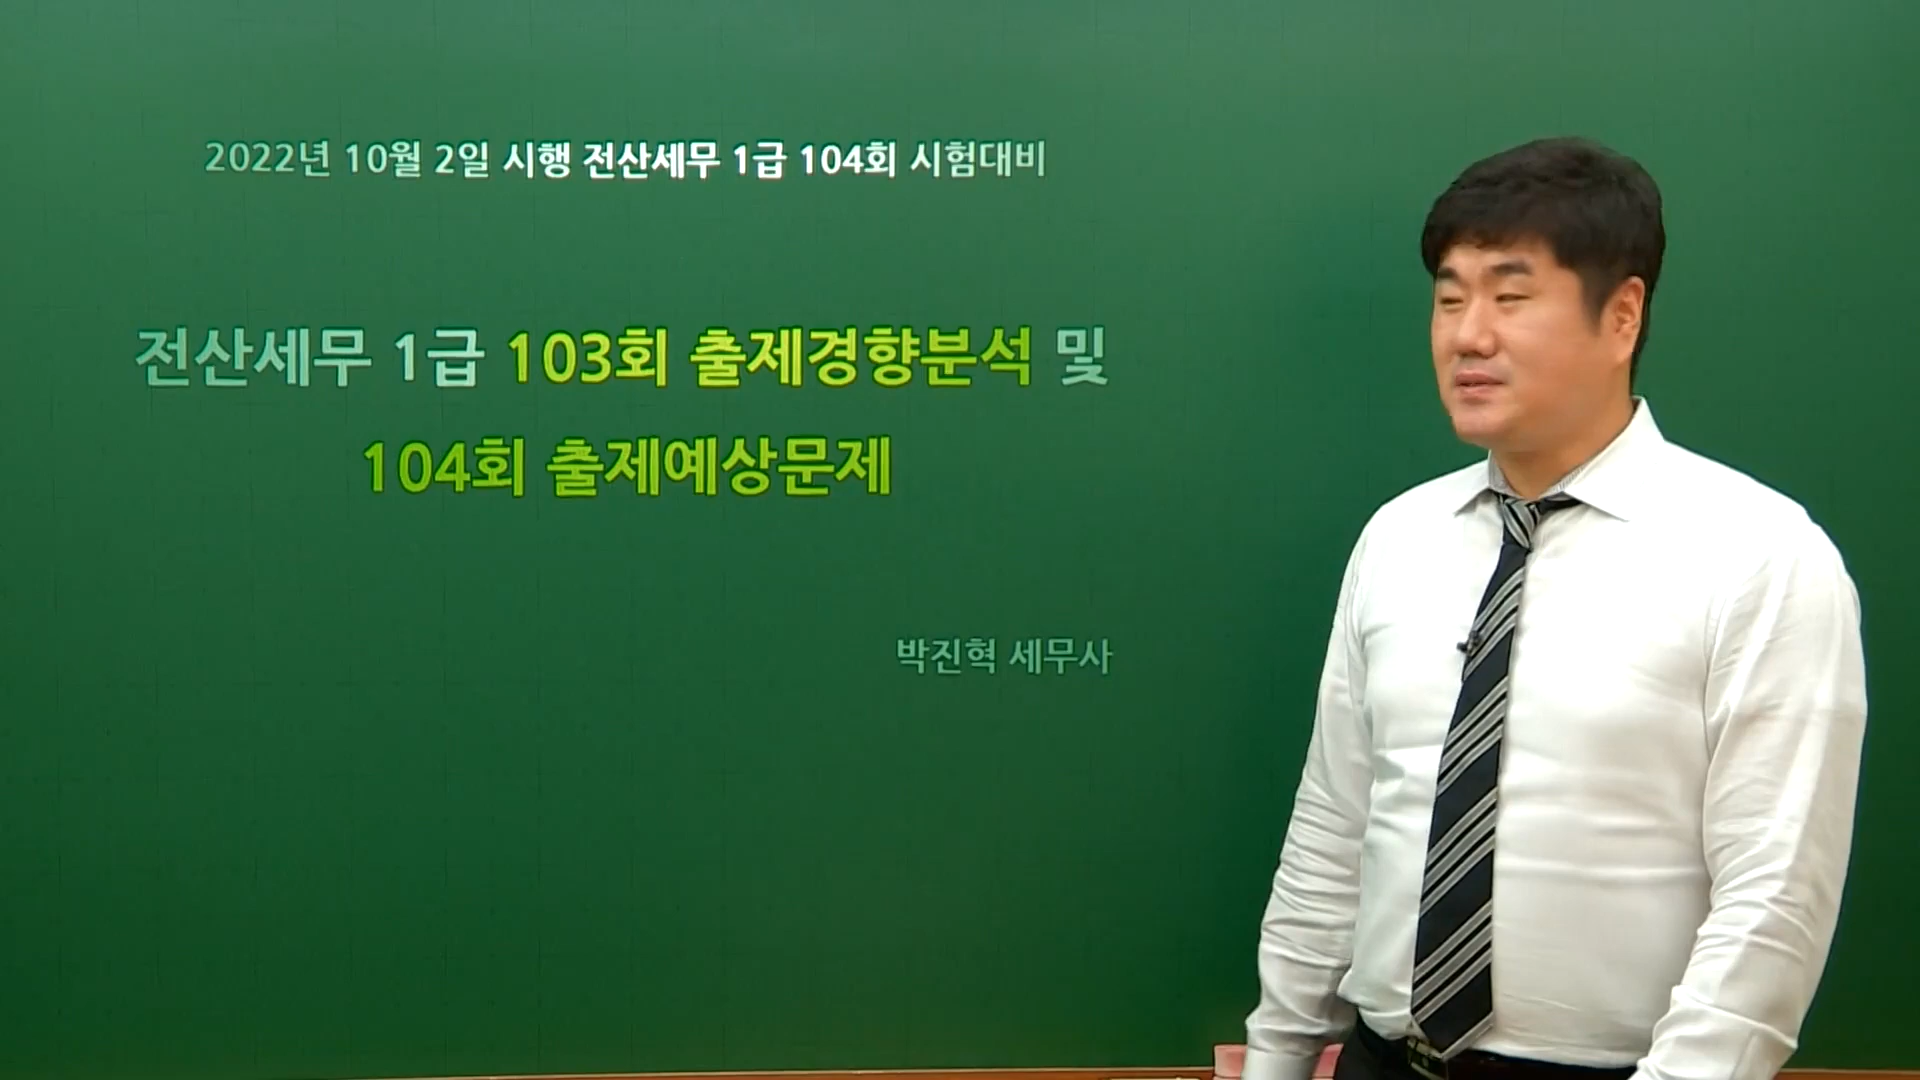 2022년 10월 2일 시행 전산세무 1급 104회 시험대비
전산세무 1급 103회 출제경향분석 및
104회 출제예상문제
박진혁 세무사